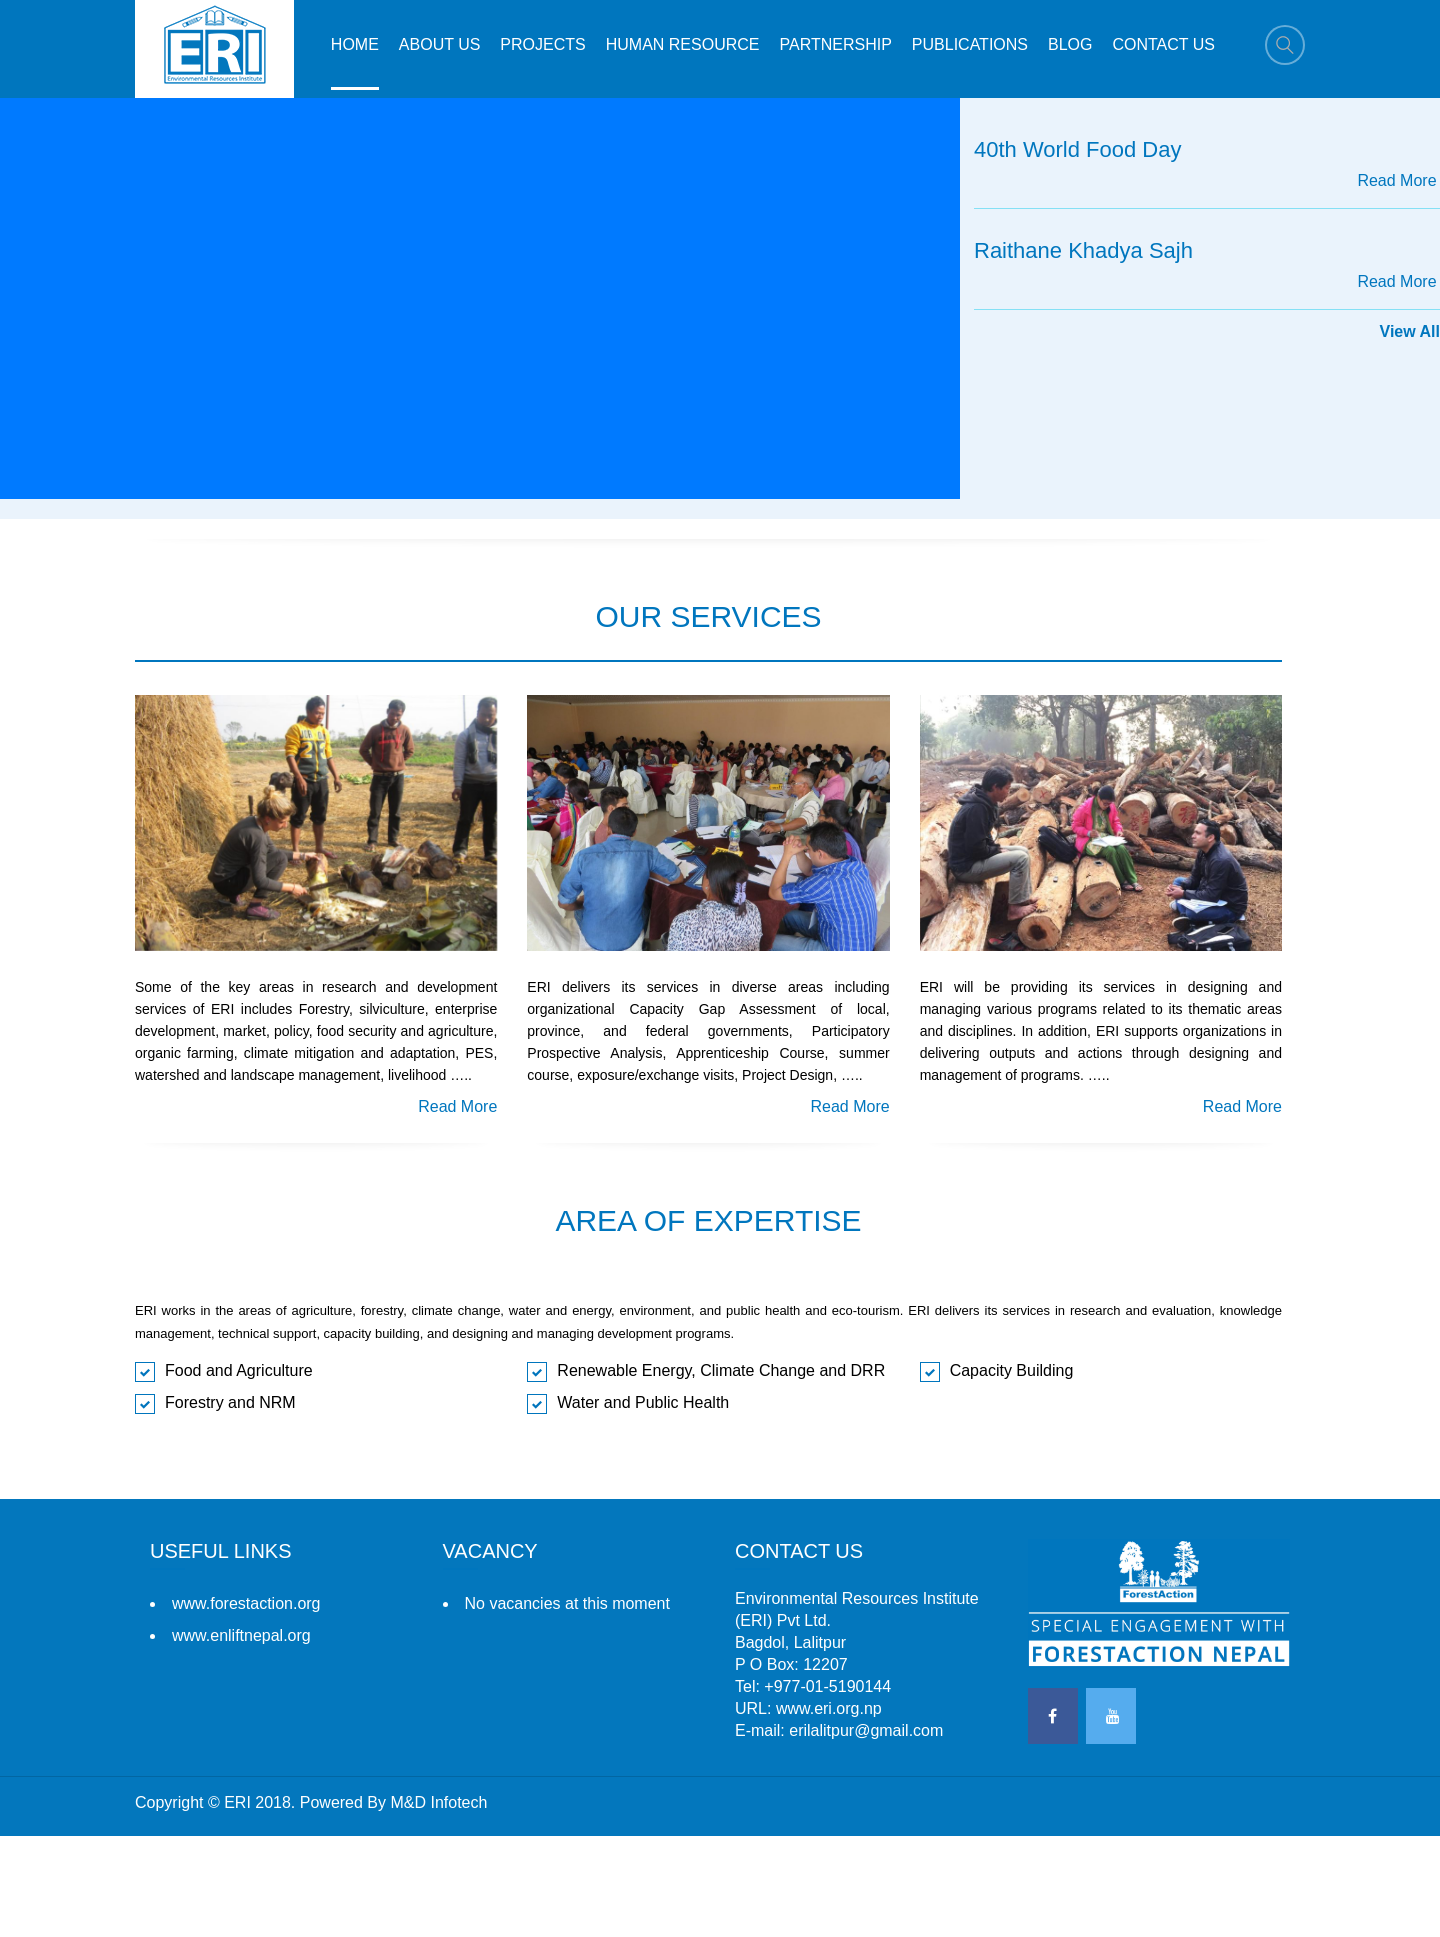 ERI
Environmental Resources Institute
HOME ABOUT US PROJECTS HUMAN RESOURCE PARTNERSHIP PUBLICATIONS BLOG CONTACT US
40th World Food Day
Read More
Raithane Khadya Sajh
Read More
View All
OUR SERVICES
Some of the key areas in research and development
services of ERI includes Forestry, silviculture, enterprise
development, market, policy, food security and agriculture,
organic farming, climate mitigation and adaptation, PES,
watershed and landscape management, livelihood …..
Read More
ERI delivers its services in diverse areas including
organizational Capacity Gap Assessment of local,
province, and federal governments, Participatory
Prospective Analysis, Apprenticeship Course, summer
course, exposure/exchange visits, Project Design, …..
Read More
ERI will be providing its services in designing and
managing various programs related to its thematic areas
and disciplines. In addition, ERI supports organizations in
delivering outputs and actions through designing and
management of programs. …..
Read More
AREA OF EXPERTISE
ERI works in the areas of agriculture, forestry, climate change, water and energy, environment, and public health and eco-tourism. ERI delivers its services in research and evaluation, knowledge
management, technical support, capacity building, and designing and managing development programs.
Food and Agriculture
Renewable Energy, Climate Change and DRR
Capacity Building
Forestry and NRM
Water and Public Health
USEFUL LINKS
www.forestaction.org
www.enliftnepal.org
VACANCY
No vacancies at this moment
CONTACT US
Environmental Resources Institute
(ERI) Pvt Ltd.
Bagdol, Lalitpur
P O Box: 12207
Tel: +977-01-5190144
URL: www.eri.org.np
E-mail: erilalitpur@gmail.com
ForestAction
SPECIAL ENGAGEMENT WITH
FORESTACTION NEPAL
You
Tube
Copyright © ERI 2018. Powered By M&D Infotech